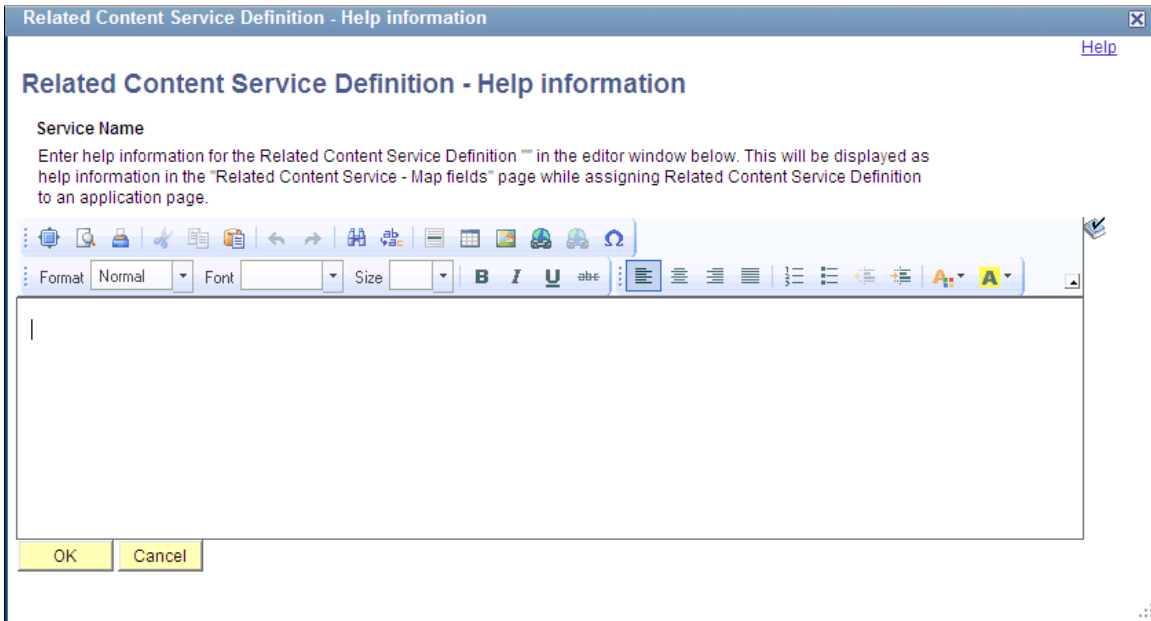 Related Content Service Definition - Help information
Help
Related Content Service Definition - Help information
Service Name
Enter help information for the Related Content Service Definition "" in the editor window below. This will be displayed as
help information in the "Related Content Service - Map fields" page while assigning Related Content Service Definition
to an application page.
Format Normal Font Size B I U abc A A
OK Cancel